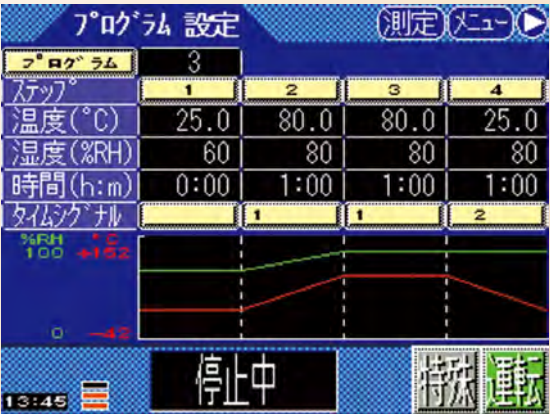 プログラム 設定 測定 メニュー
プログラム 3
ステップ 1 2 3 4
温度(°C) 25.0 80.0 80.0 25.0
湿度(%RH) 60 80 80 80
時間(h:m) 0:00 1:00 1:00 1:00
タイムシグナル 1 1 2
%RH °C
100 +152
0 -42
13:45 停止中 特殊 運転